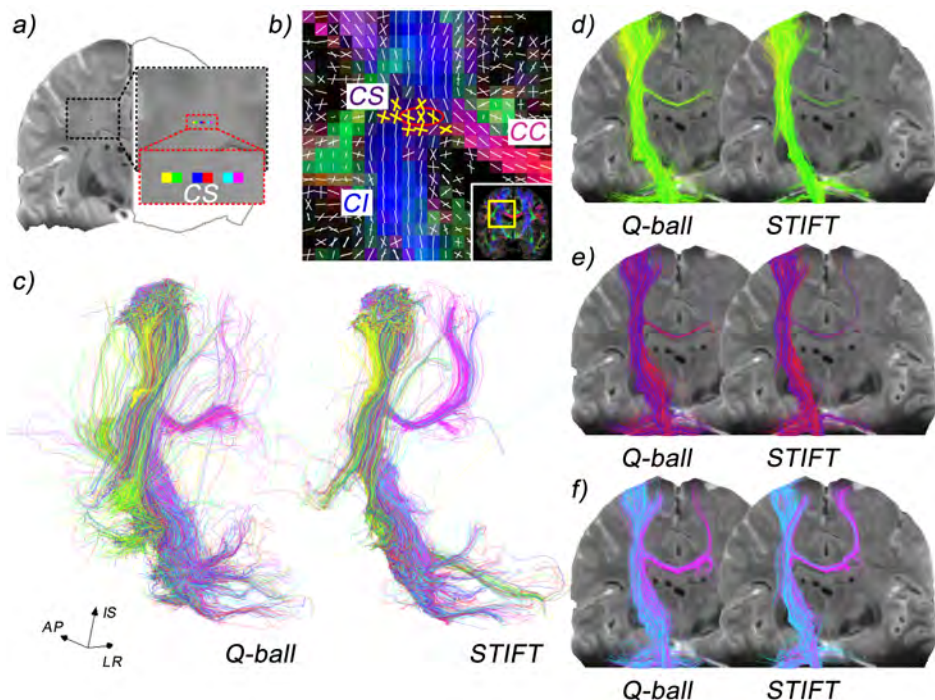 a)
CS
b)
CS
CC
CI
c)
IS
AP
LR
Q-ball
STIFT
d)
Q-ball
STIFT
e)
Q-ball
STIFT
f)
Q-ball
STIFT